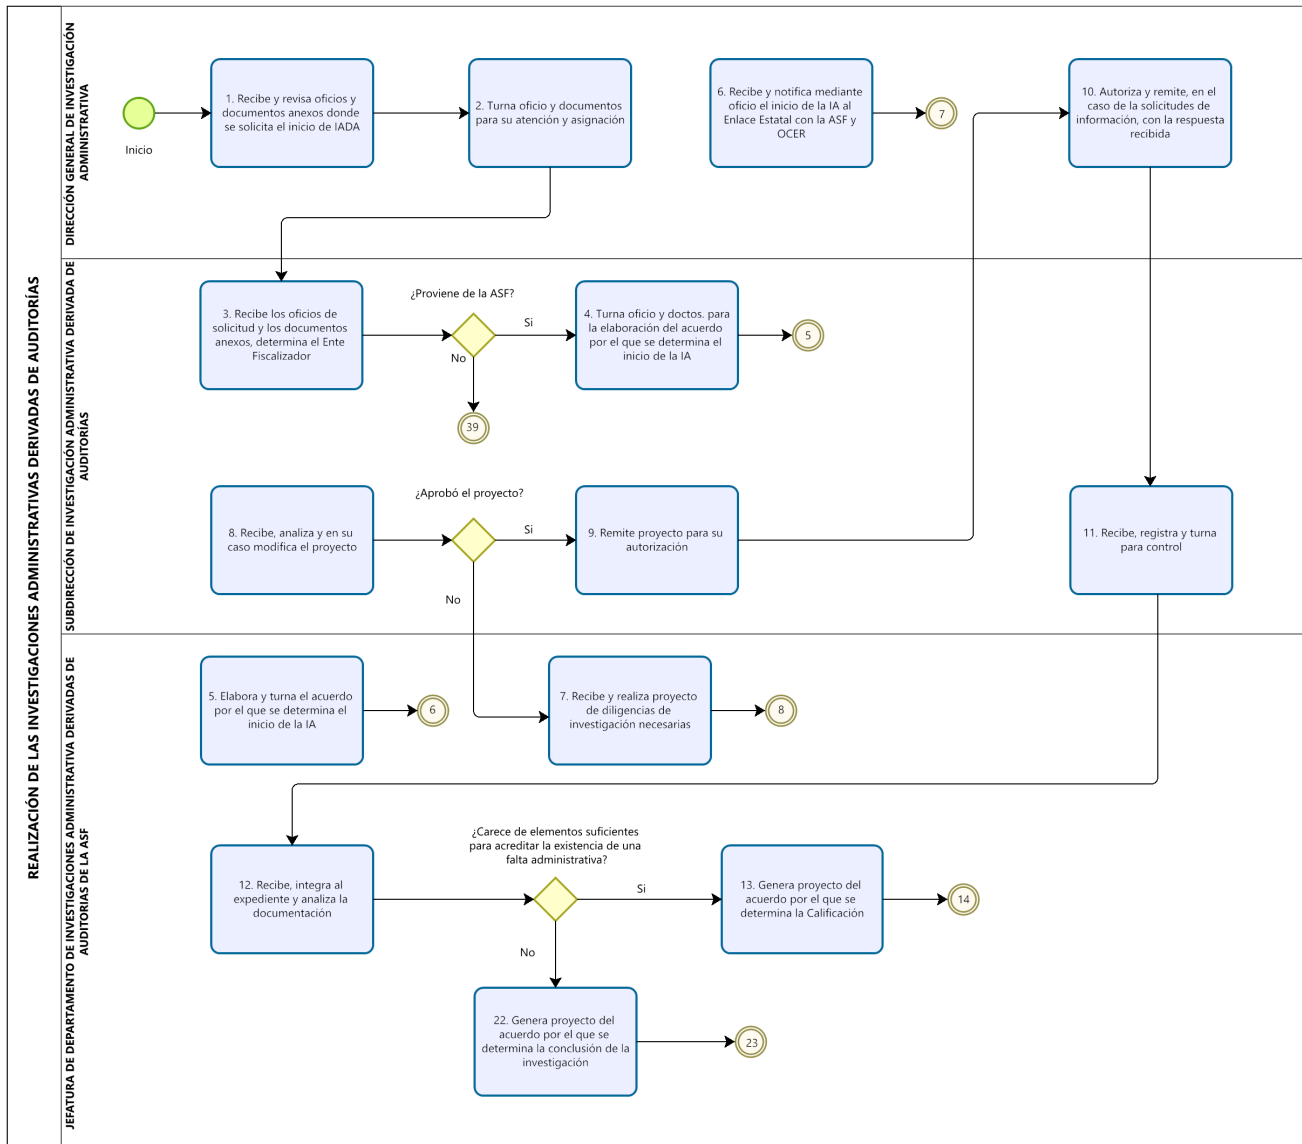 REALIZACIÓN DE LAS INVESTIGACIONES ADMINISTRATIVAS DERIVADAS DE AUDITORÍAS
DIRECCIÓN GENERAL DE INVESTIGACIÓN
ADMINISTRATIVA
Inicio
1. Recibe y revisa oficios y
documentos anexos donde
se solicita el inicio de IADA
2. Turna oficio y documentos
para su atención y asignación
6. Recibe y notifica mediante
oficio el inicio de la IA al
Enlace Estatal con la ASF y
OCER
7
10. Autoriza y remite, en el
caso de la solicitudes de
información, con la respuesta
recibida
SUBDIRECCIÓN DE INVESTIGACIÓN ADMINISTRATIVA DERIVADA DE
AUDITORÍAS
3. Recibe los oficios de
solicitud y los documentos
anexos, determina el Ente
Fiscalizador
¿Proviene de la ASF?
Si
No
39
4. Turna oficio y doctos. para
la elaboración del acuerdo
por el que se determina el
inicio de la IA
5
8. Recibe, analiza y en su
caso modifica el proyecto
¿Aprobó el proyecto?
Si
No
9. Remite proyecto para su
autorización
11. Recibe, registra y turna
para control
JEFATURA DE DEPARTAMENTO DE INVESTIGACIONES ADMINISTRATIVA DERIVADAS DE
AUDITORIAS DE LA ASF
5. Elabora y turna el acuerdo
por el que se determina el
inicio de la IA
6
7. Recibe y realiza proyecto
de diligencias de
investigación necesarias
8
12. Recibe, integra al
expediente y analiza la
documentación
¿Carece de elementos suficientes
para acreditar la existencia de una
falta administrativa?
Si
No
13. Genera proyecto del
acuerdo por el que se
determina la Calificación
14
22. Genera proyecto del
acuerdo por el que se
determina la conclusión de la
investigación
23